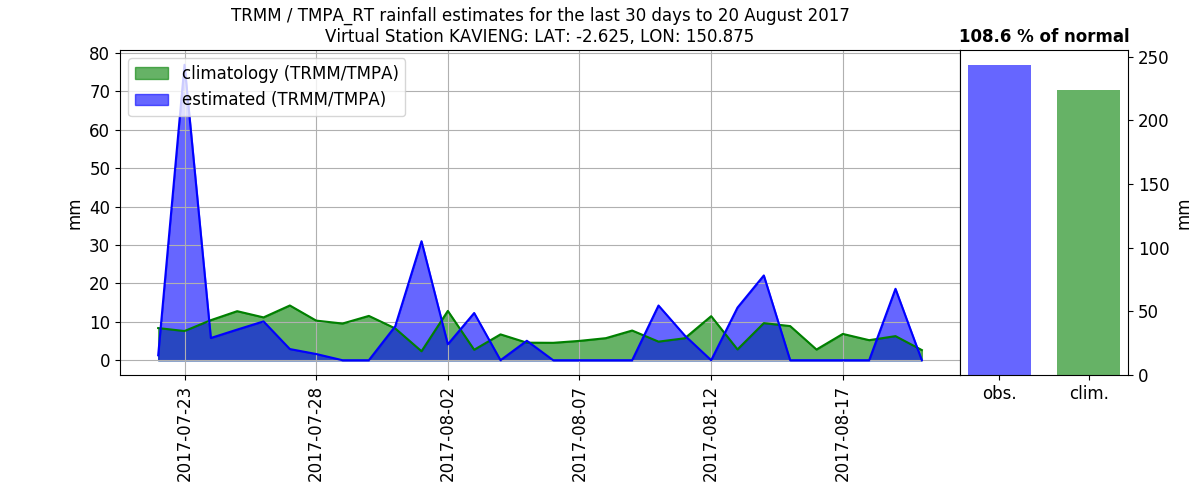 TRMM / TMPA_RT rainfall estimates for the last 30 days to 20 August 2017
Virtual Station KAVIENG: LAT: -2.625, LON: 150.875
108.6 % of normal
climatology (TRMM/TMPA)
estimated (TRMM/TMPA)
80
70
60
50
40
30
20
10
0
mm
2017-07-23
2017-07-28
2017-08-02
2017-08-07
2017-08-12
2017-08-17
250
200
150
100
50
0
mm
obs.
clim.